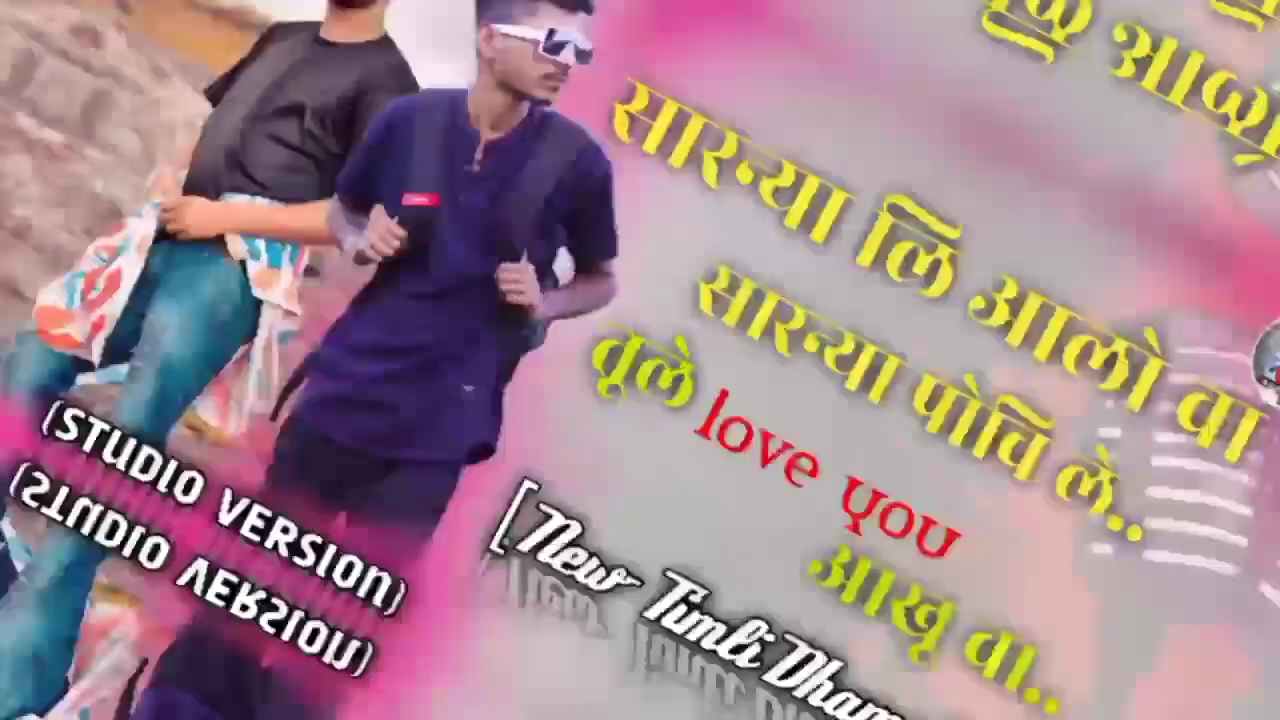 सारन्या लि आलो वा
सारन्या पोवि ले..
तूले love you
आखू वा..
(STUDIO VERSION)
(STUDIO VERSION)
[New Timli Dham